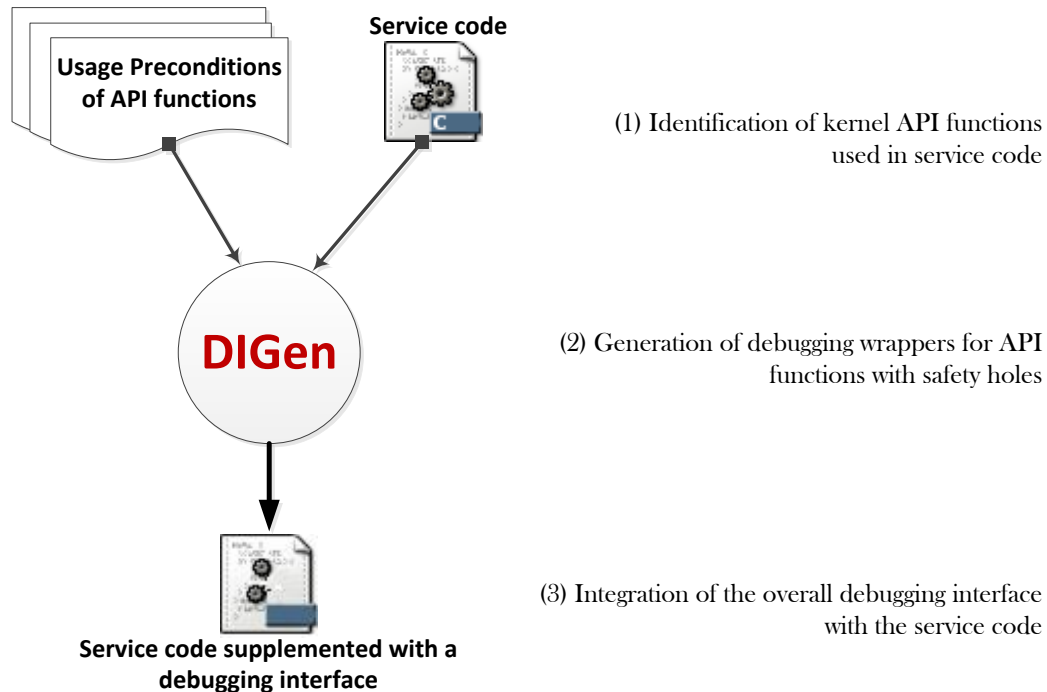 Service code
Usage Preconditions
of API functions
C
(1) Identification of kernel API functions
used in service code
DIGen
(2) Generation of debugging wrappers for API
functions with safety holes
(3) Integration of the overall debugging interface
with the service code
Service code supplemented with a
debugging interface